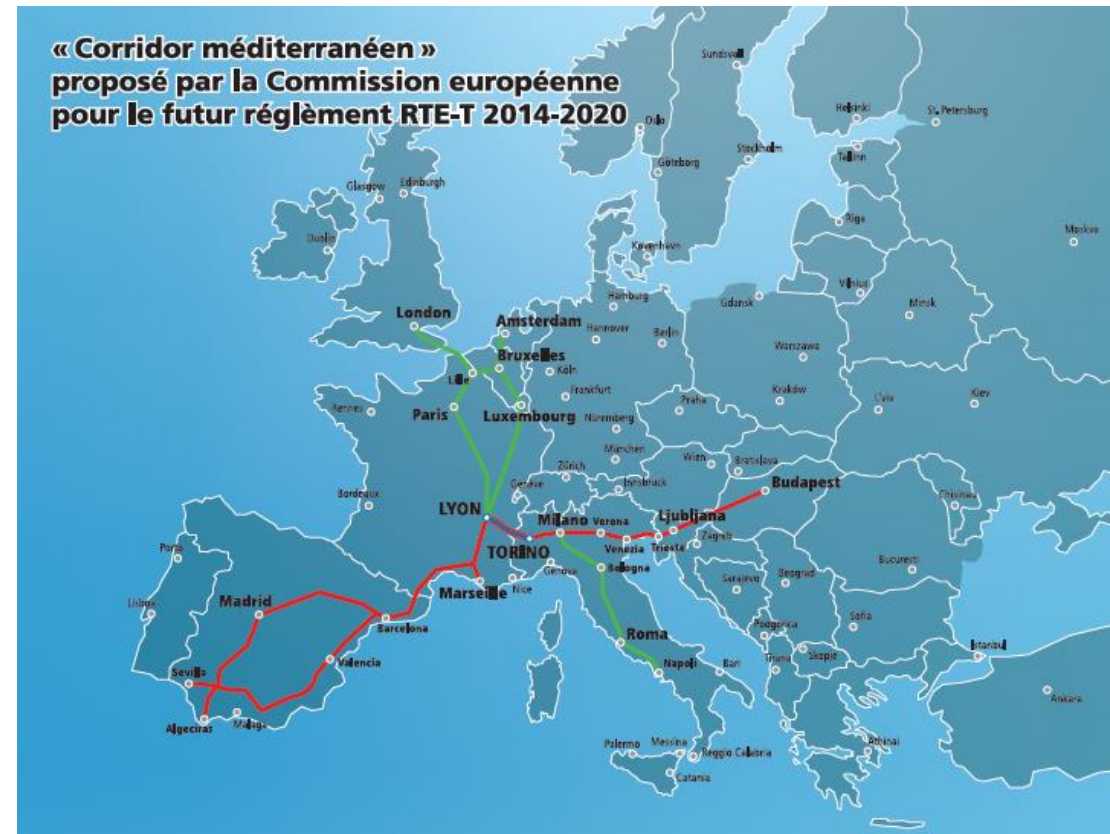 « Corridor méditerranéen »
proposé par la Commission européenne
pour le futur réglèment RTE-T 2014-2020
Sundsvall
Helsinki
St. Petersburg
Oslo
Stockholm
Tallinn
Göteborg
Glasgow
Edinburgh
Riga
Moskva
Dublin
København
Vilnius
Hamburg
Gdansk
Minsk
London
Amsterdam
Hannover
Berlin
Warszawa
Bruxelles
Köln
Lille
Frankfurt
Kraków
L'viv
Kiev
Rennes
Paris
Luxembourg
Praha
Nüremberg
München
Wien
Bratislava
Zürich
Budapest
Bordeaux
Genève
Innsbruck
Chisinau
LYON
Milano
Verona
Ljubljana
Zagreb
TORINO
Venezia
Trieste
Porto
Genova
Bologna
Bucuresti
Marseille
Nice
Sarajevo
Beograd
Lisboa
Madrid
Barcelona
Roma
Podgorica
Sofia
Istanbul
Valencia
Napoli
Bari
Tirana
Skopje
Sevilla
Ankara
Algeciras
Malaga
Palermo
Messina
Reggio Calabria
Athinai
Catania